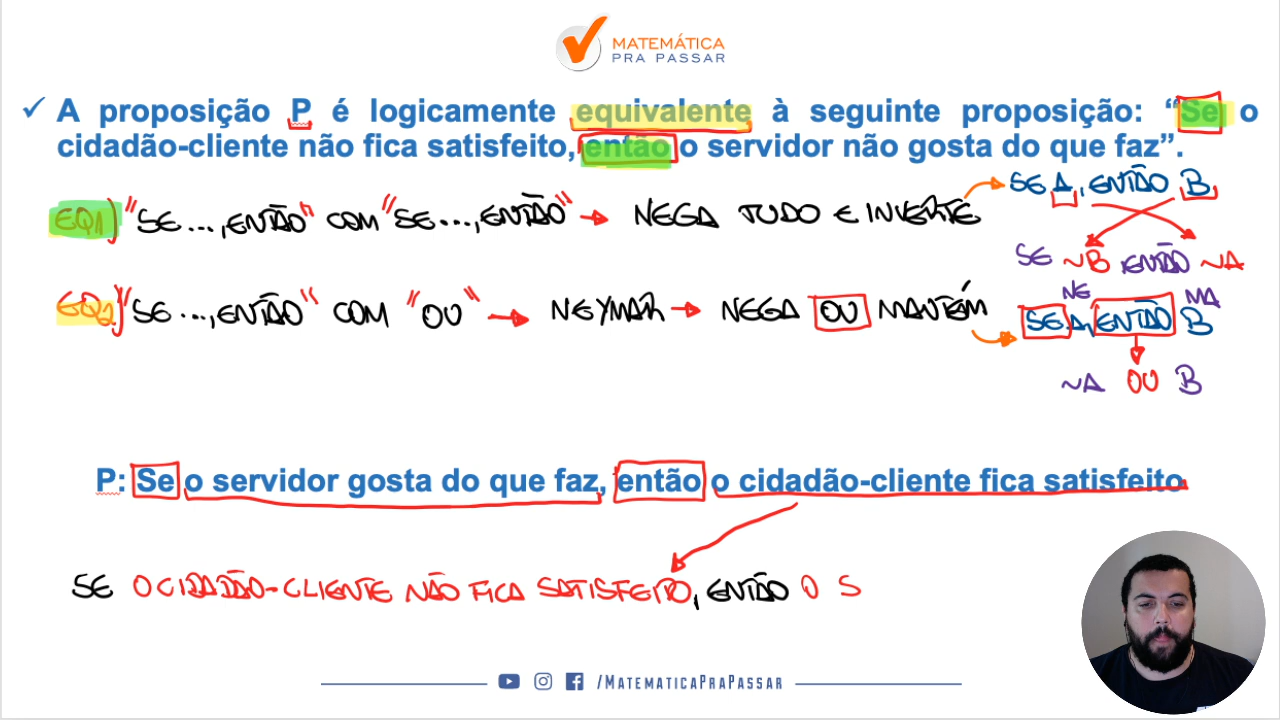 MATEMÁTICA
PRA PASSAR
✓ A proposição P é logicamente equivalente à seguinte proposição: “Se o
cidadão-cliente não fica satisfeito, então o servidor não gosta do que faz”.
EQ1) "SE ..., ENTÃO" COM "SE ..., ENTÃO" → NEGA TUDO E INVERTE
SE A, ENTÃO B
SE ~B ENTÃO ~A
EQ2) "SE ..., ENTÃO" COM "OU" → NEYMAR → NEGA OU MANTÉM
NE MA
SE A, ENTÃO B
~A OU B
P: Se o servidor gosta do que faz, então o cidadão-cliente fica satisfeito
SE O CIDADÃO-CLIENTE NÃO FICA SATISFEITO, ENTÃO O S
/MATEMATICAPRAPASSAR